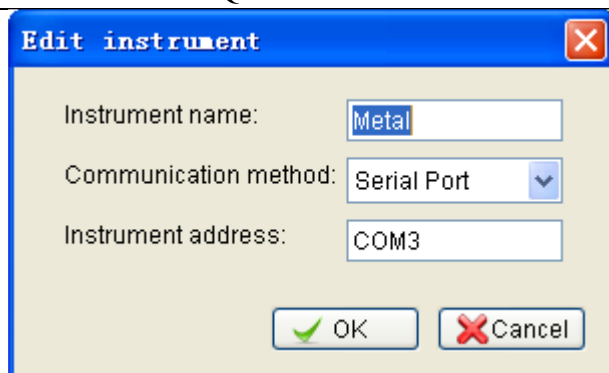 Edit instrument
Instrument name: Metal
Communication method: Serial Port
Instrument address: COM3
OK Cancel